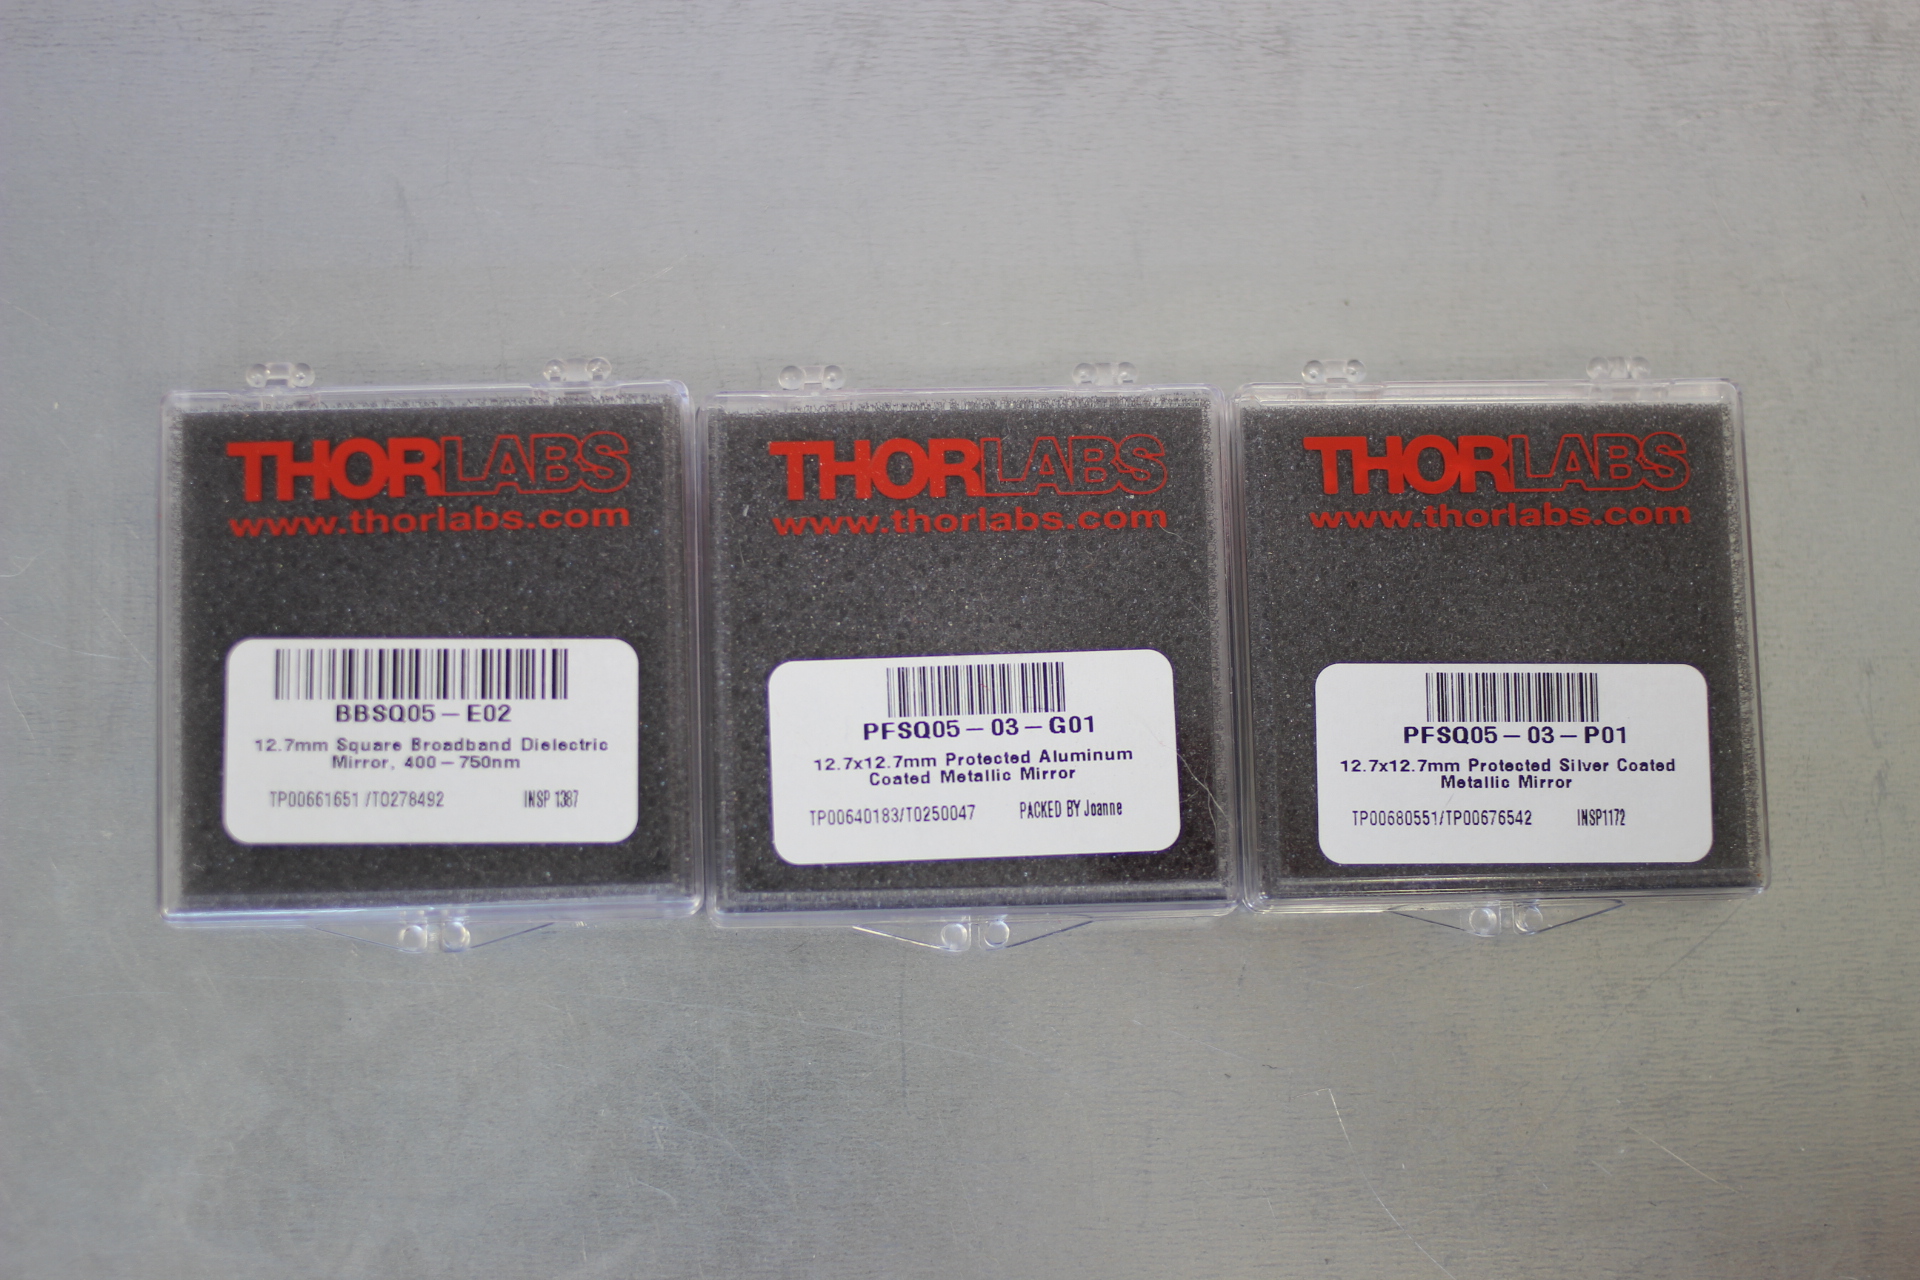 THORLABS
www.thorlabs.com
BBSQ05-E02
12.7mm Square Broadband Dielectric
Mirror, 400-750nm
TP00661651 /T0278492 INSP 1387
THORLABS
www.thorlabs.com
PFSQ05-03-G01
12.7x12.7mm Protected Aluminum
Coated Metallic Mirror
TP00640183/T0250047 PACKED BY Joanne
THORLABS
www.thorlabs.com
PFSQ05-03-P01
12.7x12.7mm Protected Silver Coated
Metallic Mirror
TP00680551/TP00676542 INSP1172